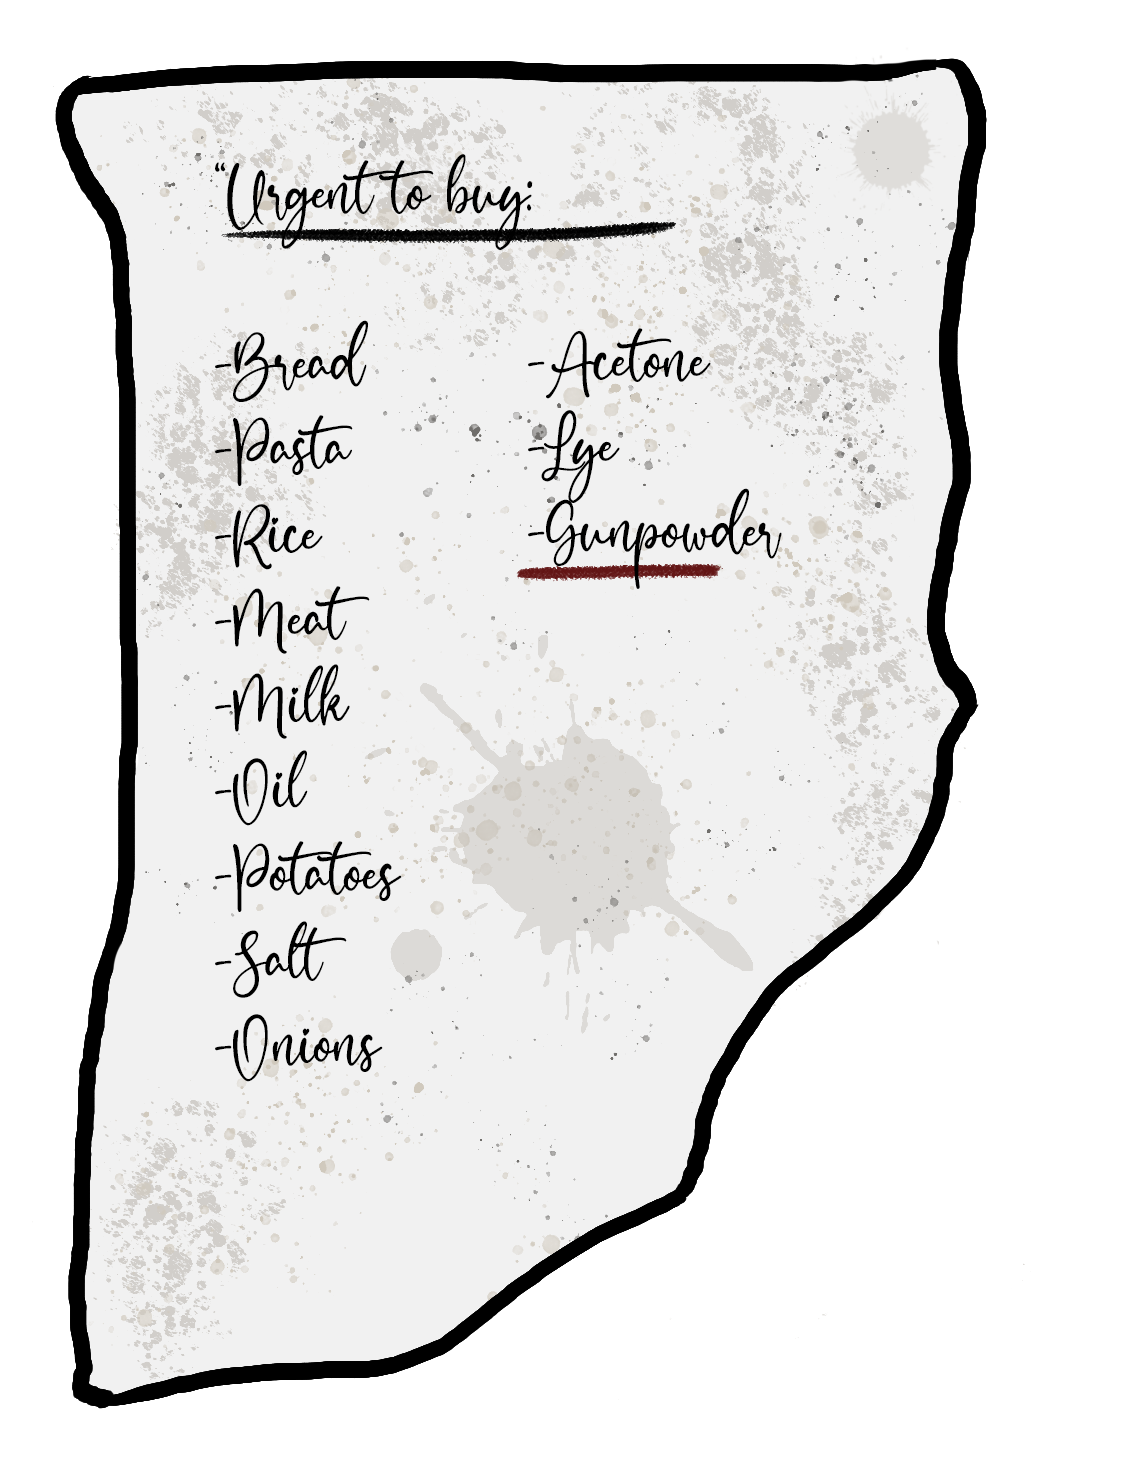 “Urgent to buy:
-Bread
-Pasta
-Rice
-Meat
-Milk
-Oil
-Potatoes
-Salt
-Onions
-Acetone
-Lye
-Gunpowder